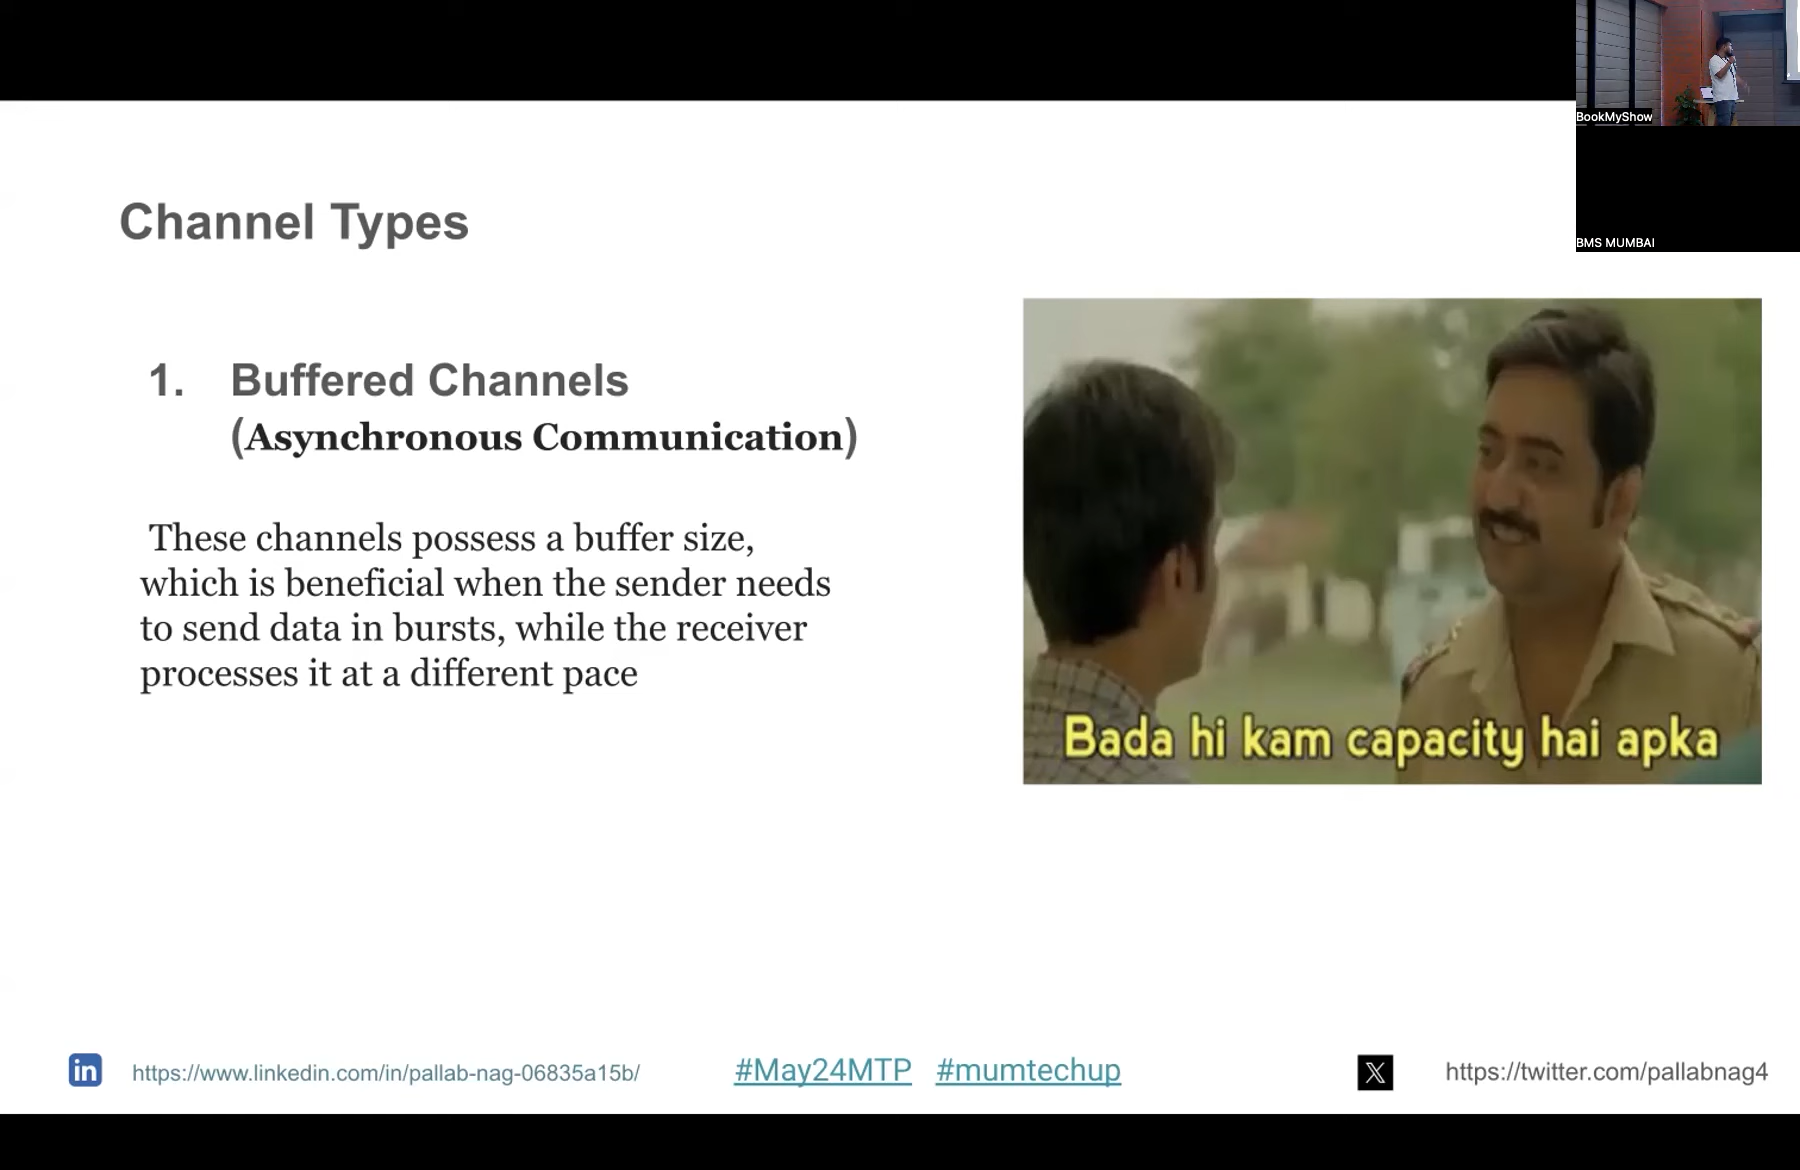 BookMyShow
BMS MUMBAI
Channel Types
1. Buffered Channels
(Asynchronous Communication)
These channels possess a buffer size,
which is beneficial when the sender needs
to send data in bursts, while the receiver
processes it at a different pace
Bada hi kam capacity hai apka
in https://www.linkedin.com/in/pallab-nag-06835a15b/ #May24MTP #mumtechup X https://twitter.com/pallabnag4